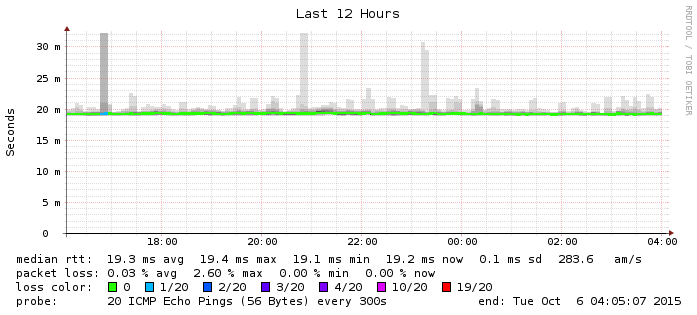 Last 12 Hours
RRDTOOL / TOBI OETIKER
Seconds
30 m
25 m
20 m
15 m
10 m
5 m
0
18:00 20:00 22:00 00:00 02:00 04:00
median rtt: 19.3 ms avg 19.4 ms max 19.1 ms min 19.2 ms now 0.1 ms sd 283.6 am/s
packet loss: 0.03 % avg 2.60 % max 0.00 % min 0.00 % now
loss color: 0 1/20 2/20 3/20 4/20 10/20 19/20
probe: 20 ICMP Echo Pings (56 Bytes) every 300s end: Tue Oct 6 04:05:07 2015